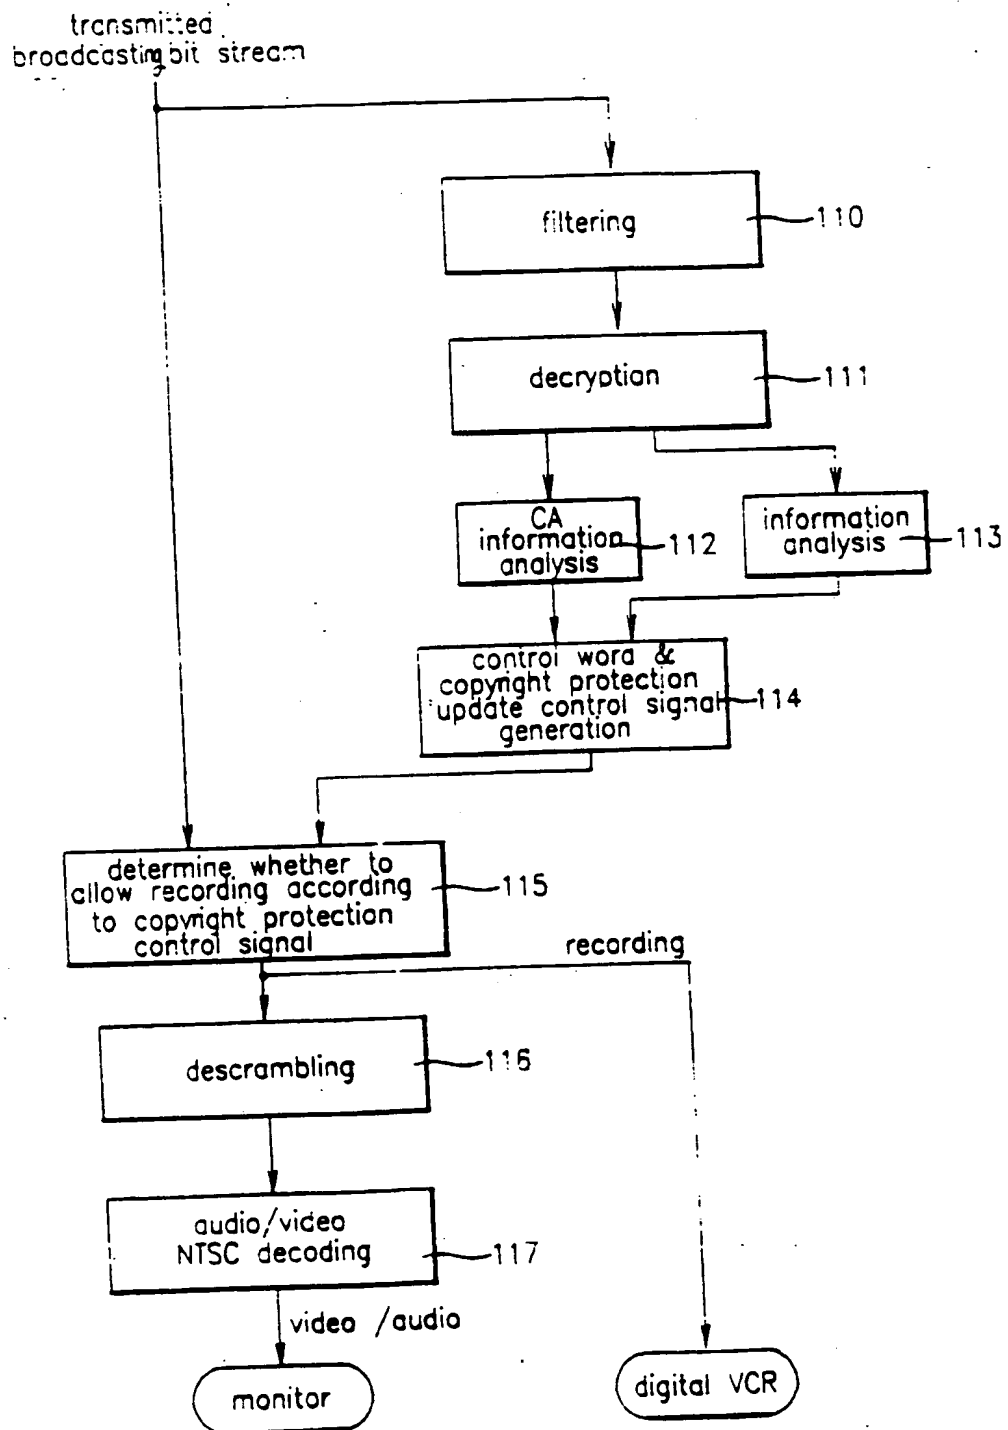 transmitted
broadcasting bit stream
filtering
110
decryption
111
CA
information
analysis
112
information
analysis
113
control word &
copyright protection
update control signal
generation
114
determine whether to
allow recording according
to copyright protection
control signal
115
recording
descrambling
116
audio/video
NTSC decoding
117
video /audio
monitor
digital VCR